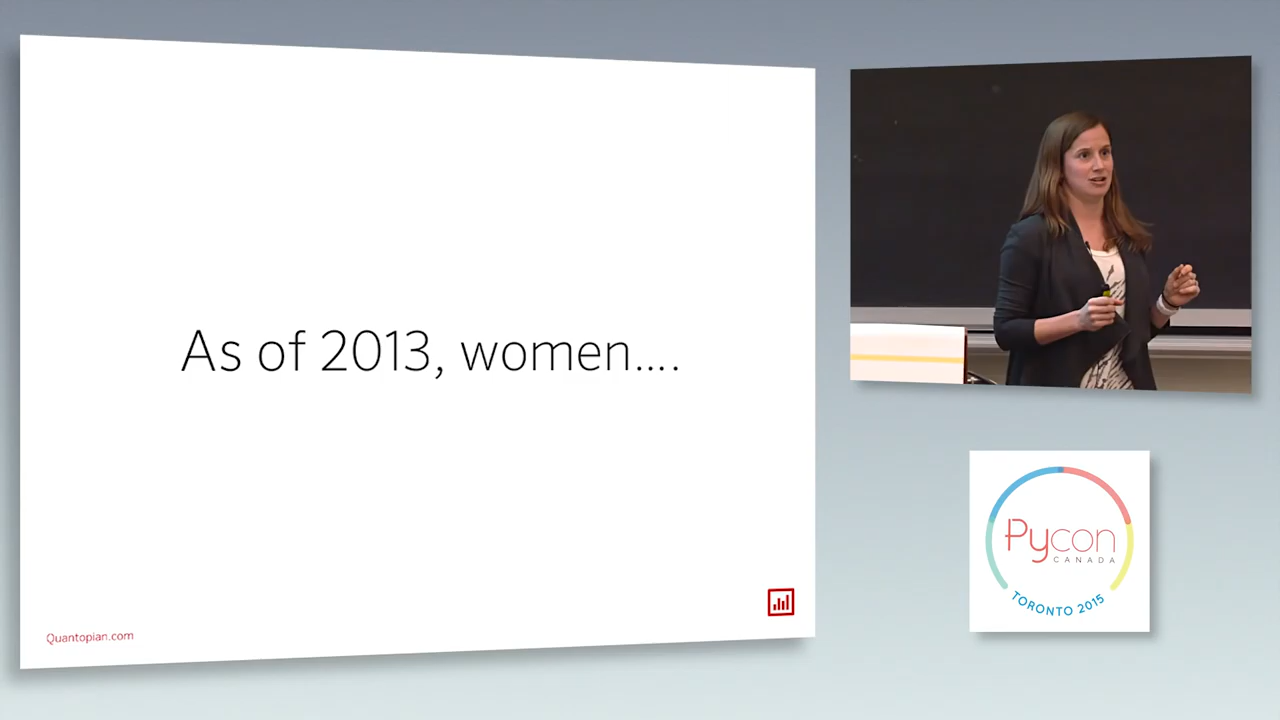 As of 2013, women....
Quantopian.com
Pycon
CANADA
TORONTO 2015